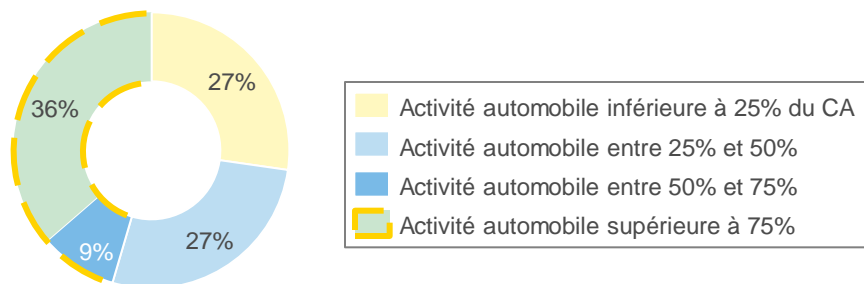 27%
36%
27%
9%
Activité automobile inférieure à 25% du CA
Activité automobile entre 25% et 50%
Activité automobile entre 50% et 75%
Activité automobile supérieure à 75%